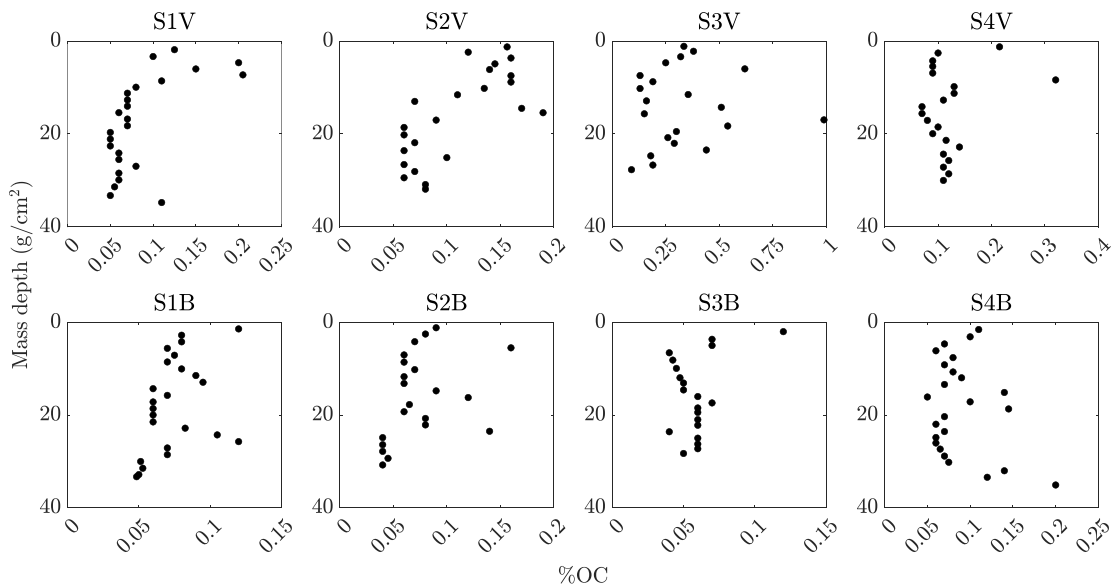 S1V S2V S3V S4V
0 0 0 0
20 20 20 20
40 40 40 40
0 0.05 0.1 0.15 0.2 0.25 0 0.05 0.1 0.15 0.2 0 0.25 0.5 0.75 1 0 0.1 0.2 0.3 0.4
Mass depth (g/cm²)
S1B S2B S3B S4B
0 0 0 0
20 20 20 20
40 40 40 40
0 0.05 0.1 0.15 0 0.05 0.1 0.15 0.2 0 0.05 0.1 0.15 0 0.05 0.1 0.15 0.2 0.25
%OC